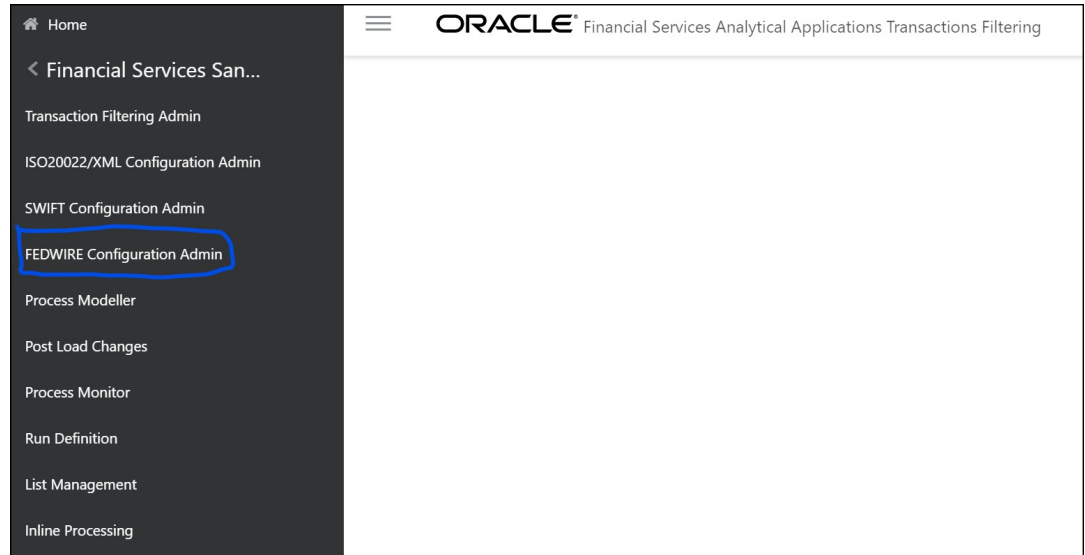 Home
ORACLE® Financial Services Analytical Applications Transactions Filtering
< Financial Services San...
Transaction Filtering Admin
ISO20022/XML Configuration Admin
SWIFT Configuration Admin
FEDWIRE Configuration Admin
Process Modeller
Post Load Changes
Process Monitor
Run Definition
List Management
Inline Processing